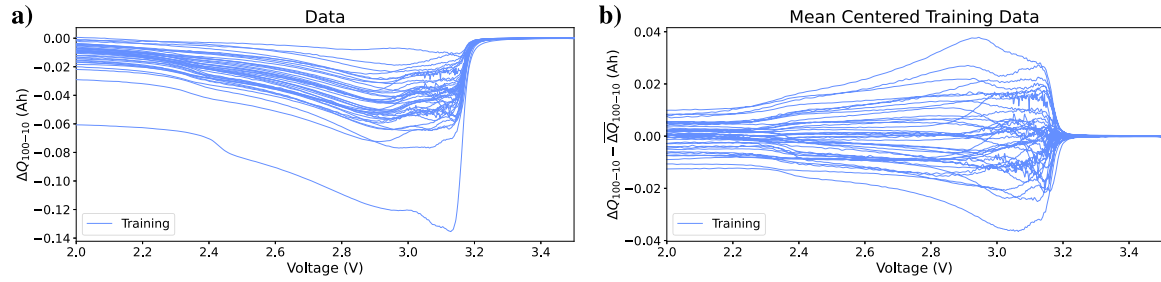 a)
Data
ΔQ100−10 (Ah)
0.00
−0.02
−0.04
−0.06
−0.08
−0.10
−0.12
−0.14
Training
2.0 2.2 2.4 2.6 2.8 3.0 3.2 3.4
Voltage (V)
b)
Mean Centered Training Data
ΔQ100−10 − Δ̅Q̅100−10 (Ah)
0.04
0.02
0.00
−0.02
−0.04
Training
2.0 2.2 2.4 2.6 2.8 3.0 3.2 3.4
Voltage (V)